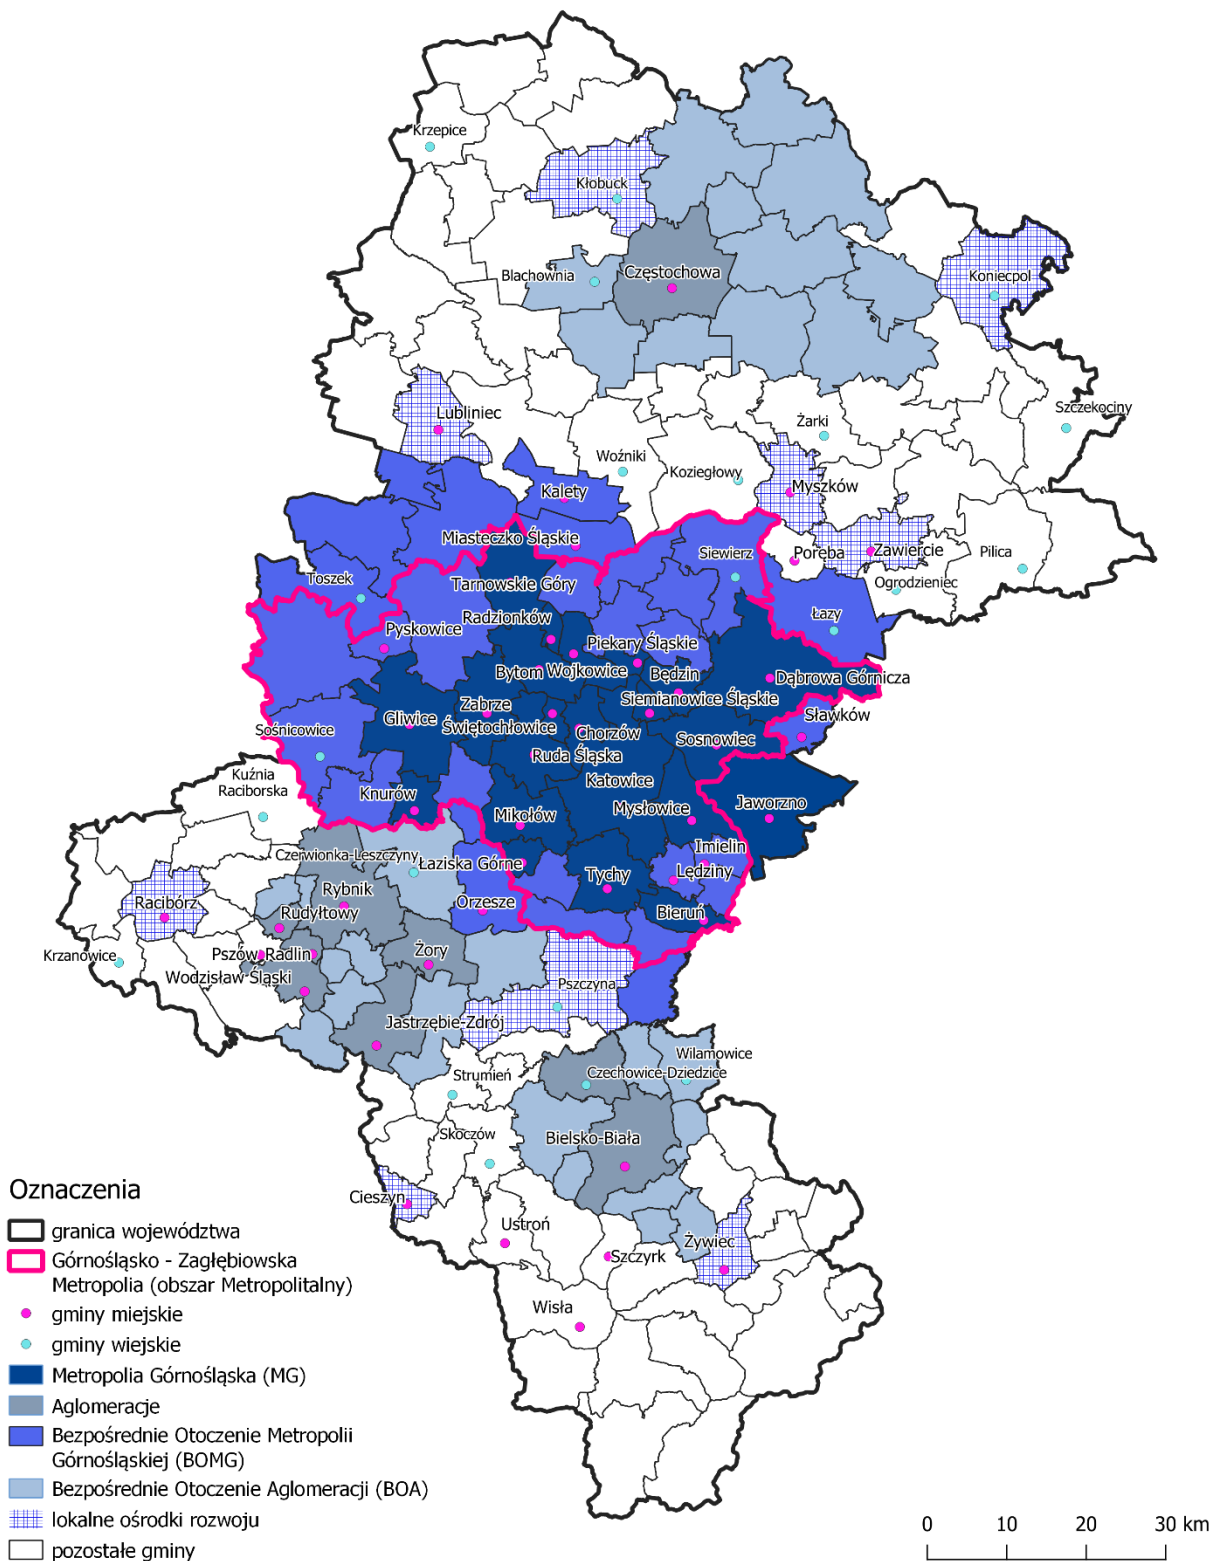 Krzepice
Kłobuck
Blachownia
Częstochowa
Koniecpol
Lubliniec
Szczekociny
Żarki
Woźniki
Koziegłowy
Myszków
Kalety
Miasteczko Śląskie
Siewierz
Poręba
Zawiercie
Pilica
Toszek
Tarnowskie Góry
Ogrodzieniec
Radzionków
Łazy
Pyskowice
Piekary Śląskie
Bytom
Wojkowice
Będzin
Dąbrowa Górnicza
Siemianowice Śląskie
Zabrze
Gliwice
Świętochłowice
Sławków
Sośnicowice
Chorzów
Sosnowiec
Ruda Śląska
Kuźnia
Raciborska
Katowice
Knurów
Mikołów
Mysłowice
Jaworzno
Czerwionka-Leszczyny
Łaziska Górne
Imielin
Lędziny
Rybnik
Tychy
Racibórz
Rudyłtowy
Orzesze
Bieruń
Krzanowice
Pszów
Radlin
Żory
Wodzisław Śląski
Pszczyna
Jastrzębie-Zdrój
Wilamowice
Strumień
Czechowice-Dziedzice
Skoczów
Bielsko-Biała
Cieszyn
Ustroń
Szczyrk
Żywiec
Wisła
Oznaczenia
granica województwa
Górnośląsko - Zagłębiowska
Metropolia (obszar Metropolitalny)
gminy miejskie
gminy wiejskie
Metropolia Górnośląska (MG)
Aglomeracje
Bezpośrednie Otoczenie Metropolii
Górnośląskiej (BOMG)
Bezpośrednie Otoczenie Aglomeracji (BOA)
lokalne ośrodki rozwoju
pozostałe gminy
0 10 20 30 km